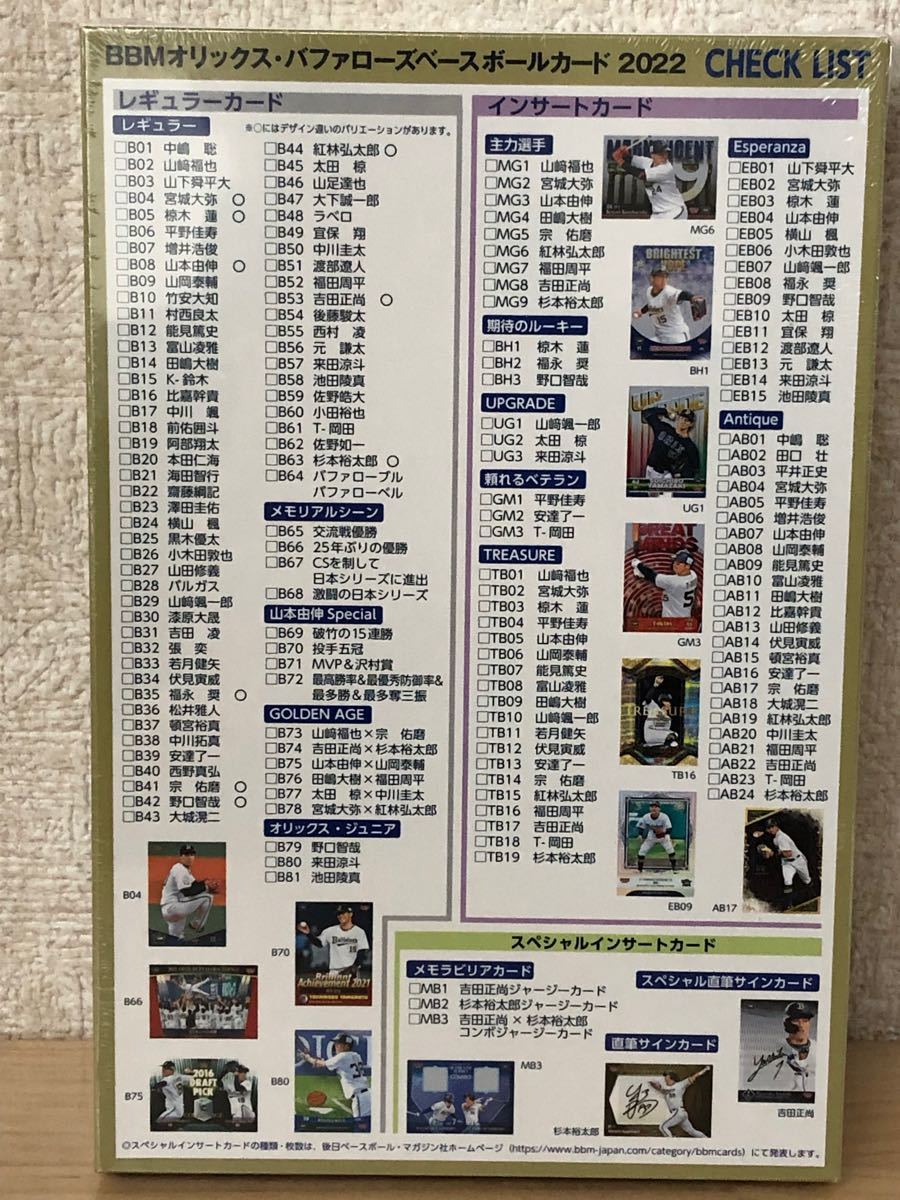 BBMオリックス・バファローズベースボールカード 2022 CHECK LIST
レギュラーカード
レギュラー
※○にはデザイン違いのバリエーションがあります。
□B01 中嶋 聡
□B02 山﨑福也
□B03 山下舜平大
□B04 宮城大弥 ○
□B05 椋木 蓮 ○
□B06 平野佳寿
□B07 増井浩俊
□B08 山本由伸 ○
□B09 山岡泰輔
□B10 竹安大知
□B11 村西良太
□B12 能見篤史
□B13 富山凌雅
□B14 田嶋大樹
□B15 K-鈴木
□B16 比嘉幹貴
□B17 中川 颯
□B18 前佑囲斗
□B19 阿部翔太
□B20 本田仁海
□B21 海田智行
□B22 齋藤綱記
□B23 澤田圭佑
□B24 横山 楓
□B25 黒木優太
□B26 小木田敦也
□B27 山田修義
□B28 バルガス
□B29 山﨑颯一郎
□B30 漆原大晟
□B31 吉田 凌
□B32 張 奕
□B33 若月健矢
□B34 伏見寅威
□B35 福永 奨 ○
□B36 松井雅人
□B37 頓宮裕真
□B38 中川拓真
□B39 安達了一
□B40 西野真弘
□B41 宗 佑磨 ○
□B42 野口智哉 ○
□B43 大城滉二
□B44 紅林弘太郎 ○
□B45 太田 椋
□B46 山足達也
□B47 大下誠一郎
□B48 ラベロ
□B49 宜保 翔
□B50 中川圭太
□B51 渡部遼人
□B52 福田周平
□B53 吉田正尚 ○
□B54 後藤駿太
□B55 西村 凌
□B56 元 謙太
□B57 来田涼斗
□B58 池田陵真
□B59 佐野皓大
□B60 小田裕也
□B61 T-岡田
□B62 佐野如一
□B63 杉本裕太郎 ○
□B64 バファローブル
バファローベル
メモリアルシーン
□B65 交流戦優勝
□B66 25年ぶりの優勝
□B67 CSを制して
日本シリーズに進出
□B68 激闘の日本シリーズ
山本由伸 Special
□B69 破竹の15連勝
□B70 投手五冠
□B71 MVP&沢村賞
□B72 最高勝率&最優秀防御率&
最多勝&最多奪三振
GOLDEN AGE
□B73 山﨑福也×宗 佑磨
□B74 吉田正尚×杉本裕太郎
□B75 山本由伸×山岡泰輔
□B76 田嶋大樹×福田周平
□B77 太田 椋×中川圭太
□B78 宮城大弥×紅林弘太郎
オリックス・ジュニア
□B79 野口智哉
□B80 来田涼斗
□B81 池田陵真
B04
B66
B75
2016
DRAFT
PICK
B70
Brilliant
Achievement 2021
B80
インサートカード
主力選手
□MG1 山﨑福也
□MG2 宮城大弥
□MG3 山本由伸
□MG4 田嶋大樹
□MG5 宗 佑磨
□MG6 紅林弘太郎
□MG7 福田周平
□MG8 吉田正尚
□MG9 杉本裕太郎
期待のルーキー
□BH1 椋木 蓮
□BH2 福永 奨
□BH3 野口智哉
UPGRADE
□UG1 山﨑颯一郎
□UG2 太田 椋
□UG3 来田涼斗
頼れるベテラン
□GM1 平野佳寿
□GM2 安達了一
□GM3 T-岡田
TREASURE
□TB01 山﨑福也
□TB02 宮城大弥
□TB03 椋木 蓮
□TB04 平野佳寿
□TB05 山本由伸
□TB06 山岡泰輔
□TB07 能見篤史
□TB08 富山凌雅
□TB09 田嶋大樹
□TB10 山﨑颯一郎
□TB11 若月健矢
□TB12 伏見寅威
□TB13 安達了一
□TB14 宗 佑磨
□TB15 紅林弘太郎
□TB16 福田周平
□TB17 吉田正尚
□TB18 T-岡田
□TB19 杉本裕太郎
MG6
BRIGHTEST
HOPE
BH1
UG1
GREAT
MINDS
GM3
TREASURE
TB16
EB09
Esperanza
□EB01 山下舜平大
□EB02 宮城大弥
□EB03 椋木 蓮
□EB04 山本由伸
□EB05 横山 楓
□EB06 小木田敦也
□EB07 山﨑颯一郎
□EB08 福永 奨
□EB09 野口智哉
□EB10 太田 椋
□EB11 宜保 翔
□EB12 渡部遼人
□EB13 元 謙太
□EB14 来田涼斗
□EB15 池田陵真
Antique
□AB01 中嶋 聡
□AB02 田口 壮
□AB03 平井正史
□AB04 宮城大弥
□AB05 平野佳寿
□AB06 増井浩俊
□AB07 山本由伸
□AB08 山岡泰輔
□AB09 能見篤史
□AB10 富山凌雅
□AB11 田嶋大樹
□AB12 比嘉幹貴
□AB13 山田修義
□AB14 伏見寅威
□AB15 頓宮裕真
□AB16 安達了一
□AB17 宗 佑磨
□AB18 大城滉二
□AB19 紅林弘太郎
□AB20 中川圭太
□AB21 福田周平
□AB22 吉田正尚
□AB23 T-岡田
□AB24 杉本裕太郎
AB17
スペシャルインサートカード
メモラビリアカード
□MB1 吉田正尚ジャージーカード
□MB2 杉本裕太郎ジャージーカード
□MB3 吉田正尚×杉本裕太郎
コンボジャージーカード
MB3
直筆サインカード
杉本裕太郎
スペシャル直筆サインカード
吉田正尚
◎スペシャルインサートカードの種類・枚数は、後日ベースボール・マガジン社ホームページ(https://www.bbm-japan.com/category/bbmcards)にて発表します。